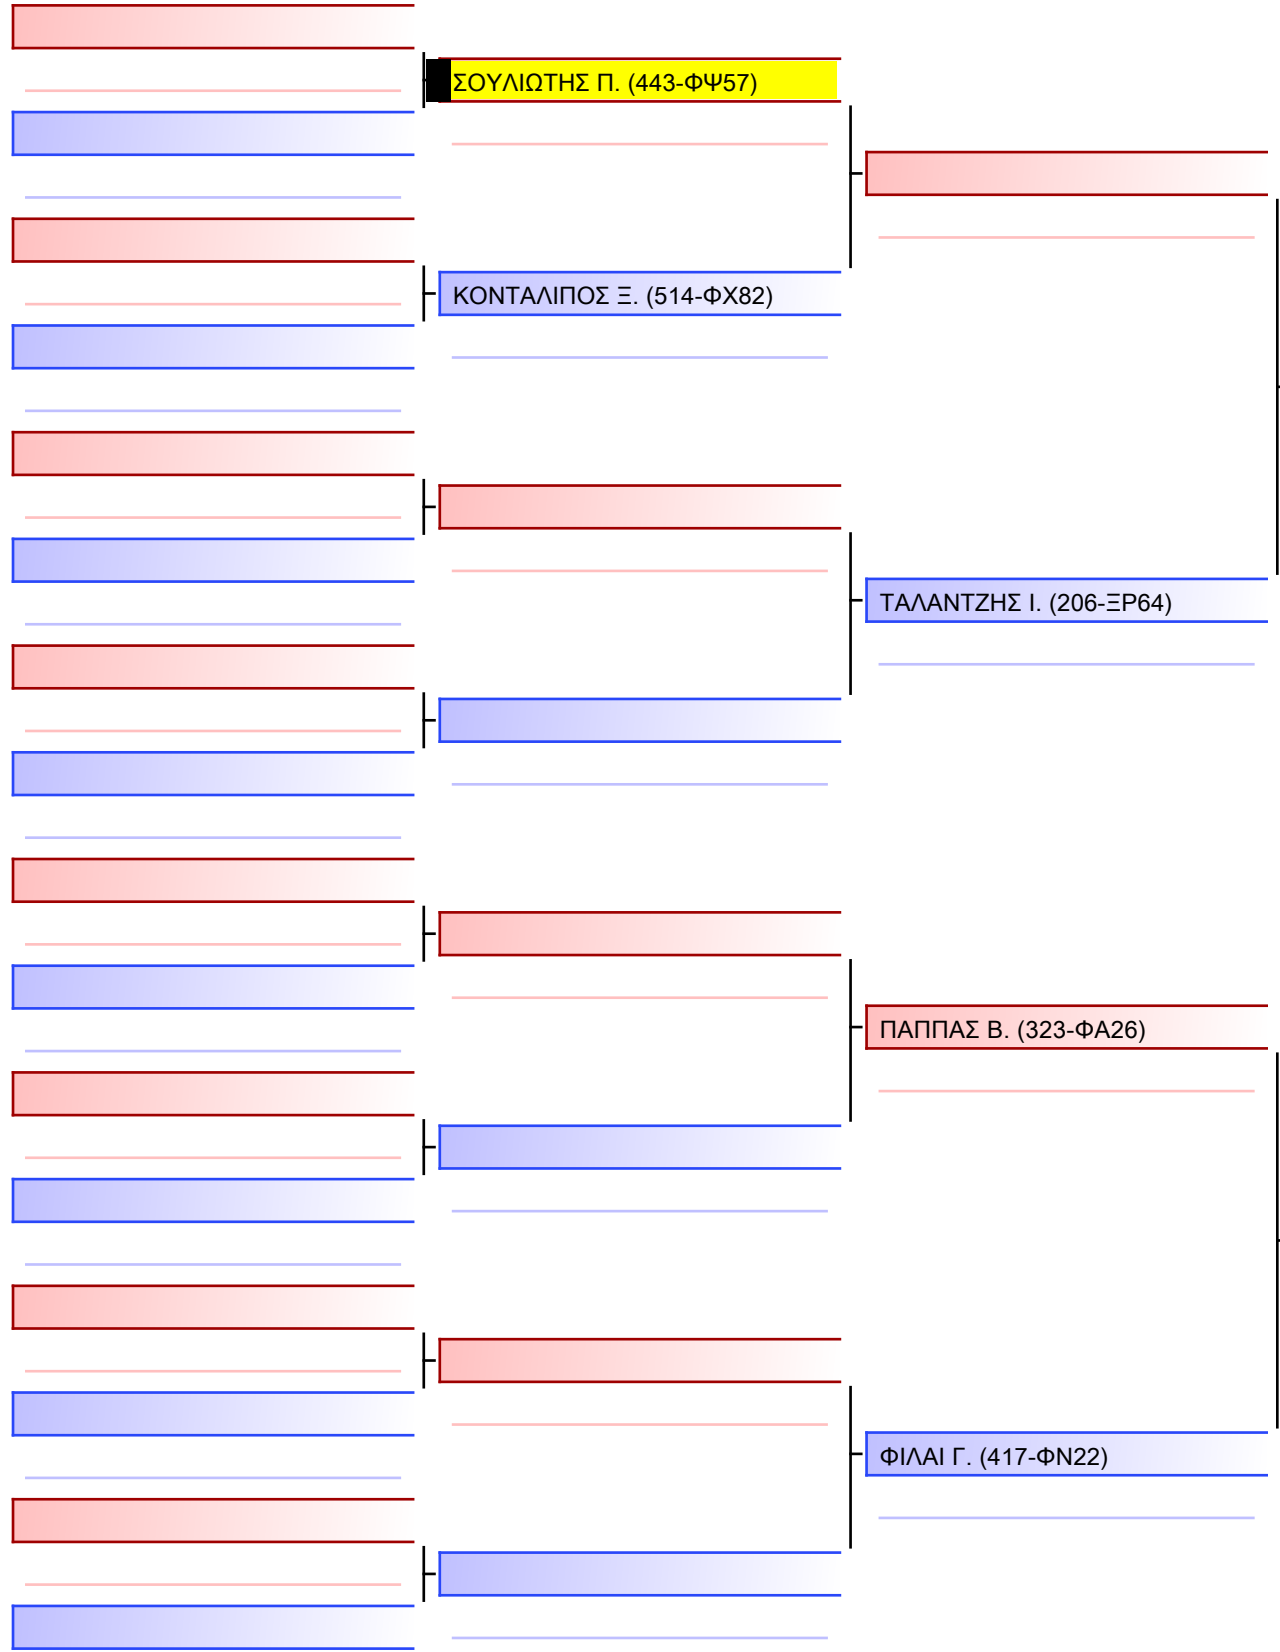 ΣΟΥΛΙΩΤΗΣ Π. (443-ΦΨ57)
ΚΟΝΤΑΛΙΠΟΣ Ξ. (514-ΦΧ82)
ΤΑΛΑΝΤΖΗΣ Ι. (206-ΞΡ64)
ΠΑΠΠΑΣ Β. (323-ΦΑ26)
ΦΙΛΑΙ Γ. (417-ΦΝ22)